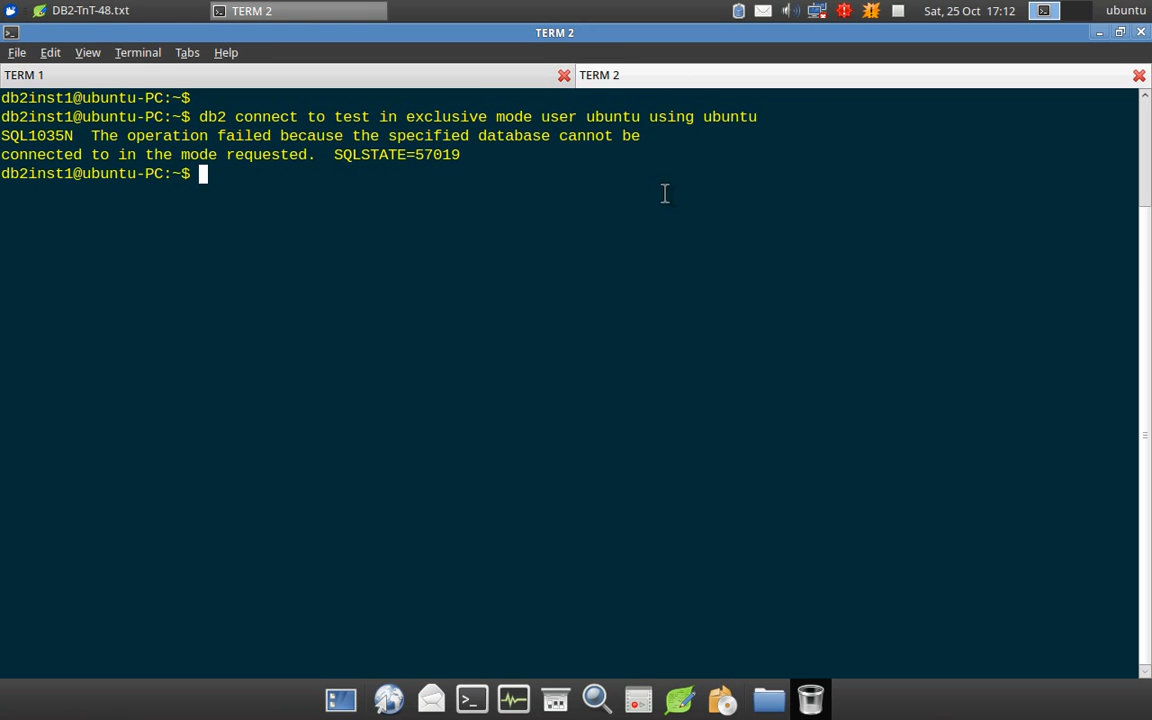 DB2-TnT-48.txt
TERM 2
Sat, 25 Oct 17:12
ubuntu
TERM 2
File Edit View Terminal Tabs Help
TERM 1
TERM 2
db2inst1@ubuntu-PC:~$
db2inst1@ubuntu-PC:~$ db2 connect to test in exclusive mode user ubuntu using ubuntu
SQL1035N  The operation failed because the specified database cannot be
connected to in the mode requested.  SQLSTATE=57019
db2inst1@ubuntu-PC:~$